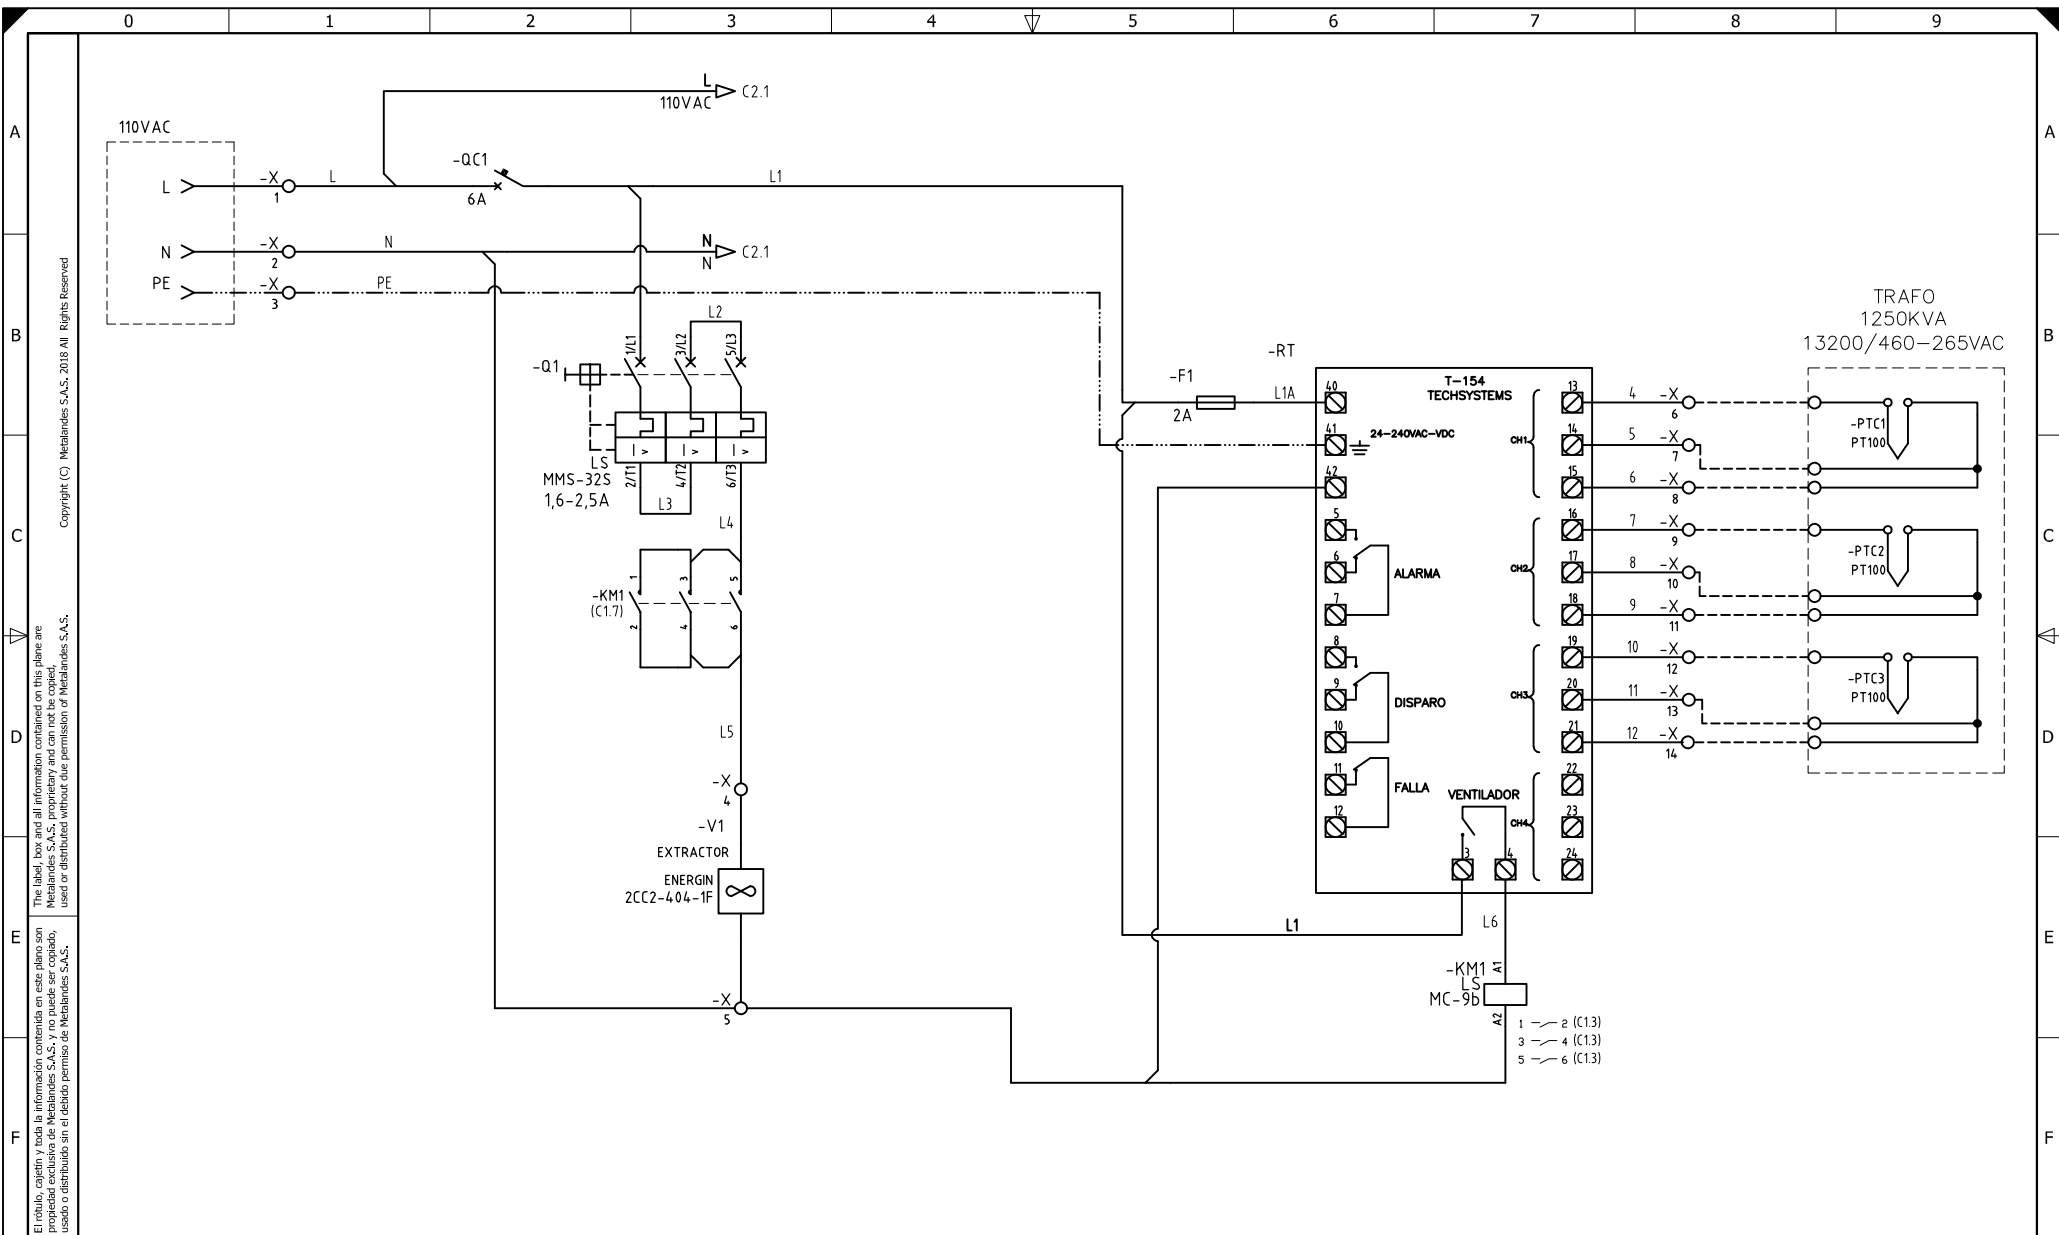 0 1 2 3 4 5 6 7 8 9
A
B
C
D
E
F
A
B
C
D
E
F
Copyright (C) Metalandes S.A.S. 2018 All Rights Reserved
The label, box and all information contained on this plane are
Metalandes S.A.S. proprietary and can not be copied,
used or distributed without due permission of Metalandes S.A.S.
El rótulo, cajetín y toda la información contenida en este plano son
propiedad exclusiva de Metalandes S.A.S. y no puede ser copiado,
usado o distribuido sin el debido permiso de Metalandes S.A.S.
110VAC
L
N
PE
-X
1
L
-X
2
N
-X
3
PE
L
110VAC
C2.1
-QC1
6A
L1
N
N
C2.1
L2
1/L1
3/L2
5/L3
-Q1
LS
MMS-32S
1,6-2,5A
I >
I >
I >
2/T1
4/T2
6/T3
L3
L4
-KM1
(C1.7)
1
3
5
2
4
6
L5
-X
4
-V1
EXTRACTOR
ENERGIN
2CC2-404-1F
-X
5
-F1
2A
L1A
-RT
T-154
TECHSYSTEMS
24-240VAC-VDC
40
41
42
5
6
7
ALARMA
8
9
10
DISPARO
11
12
FALLA
VENTILADOR
3
4
CH1
13
14
15
CH2
16
17
18
CH3
19
20
21
CH4
22
23
24
L1
L6
-KM1
LS
MC-9b
A1
A2
1 2 (C1.3)
3 4 (C1.3)
5 6 (C1.3)
4 -X
6
5 -X
7
6 -X
8
7 -X
9
8 -X
10
9 -X
11
10 -X
12
11 -X
13
12 -X
14
TRAFO
1250KVA
13200/460-265VAC
-PTC1
PT100
-PTC2
PT100
-PTC3
PT100